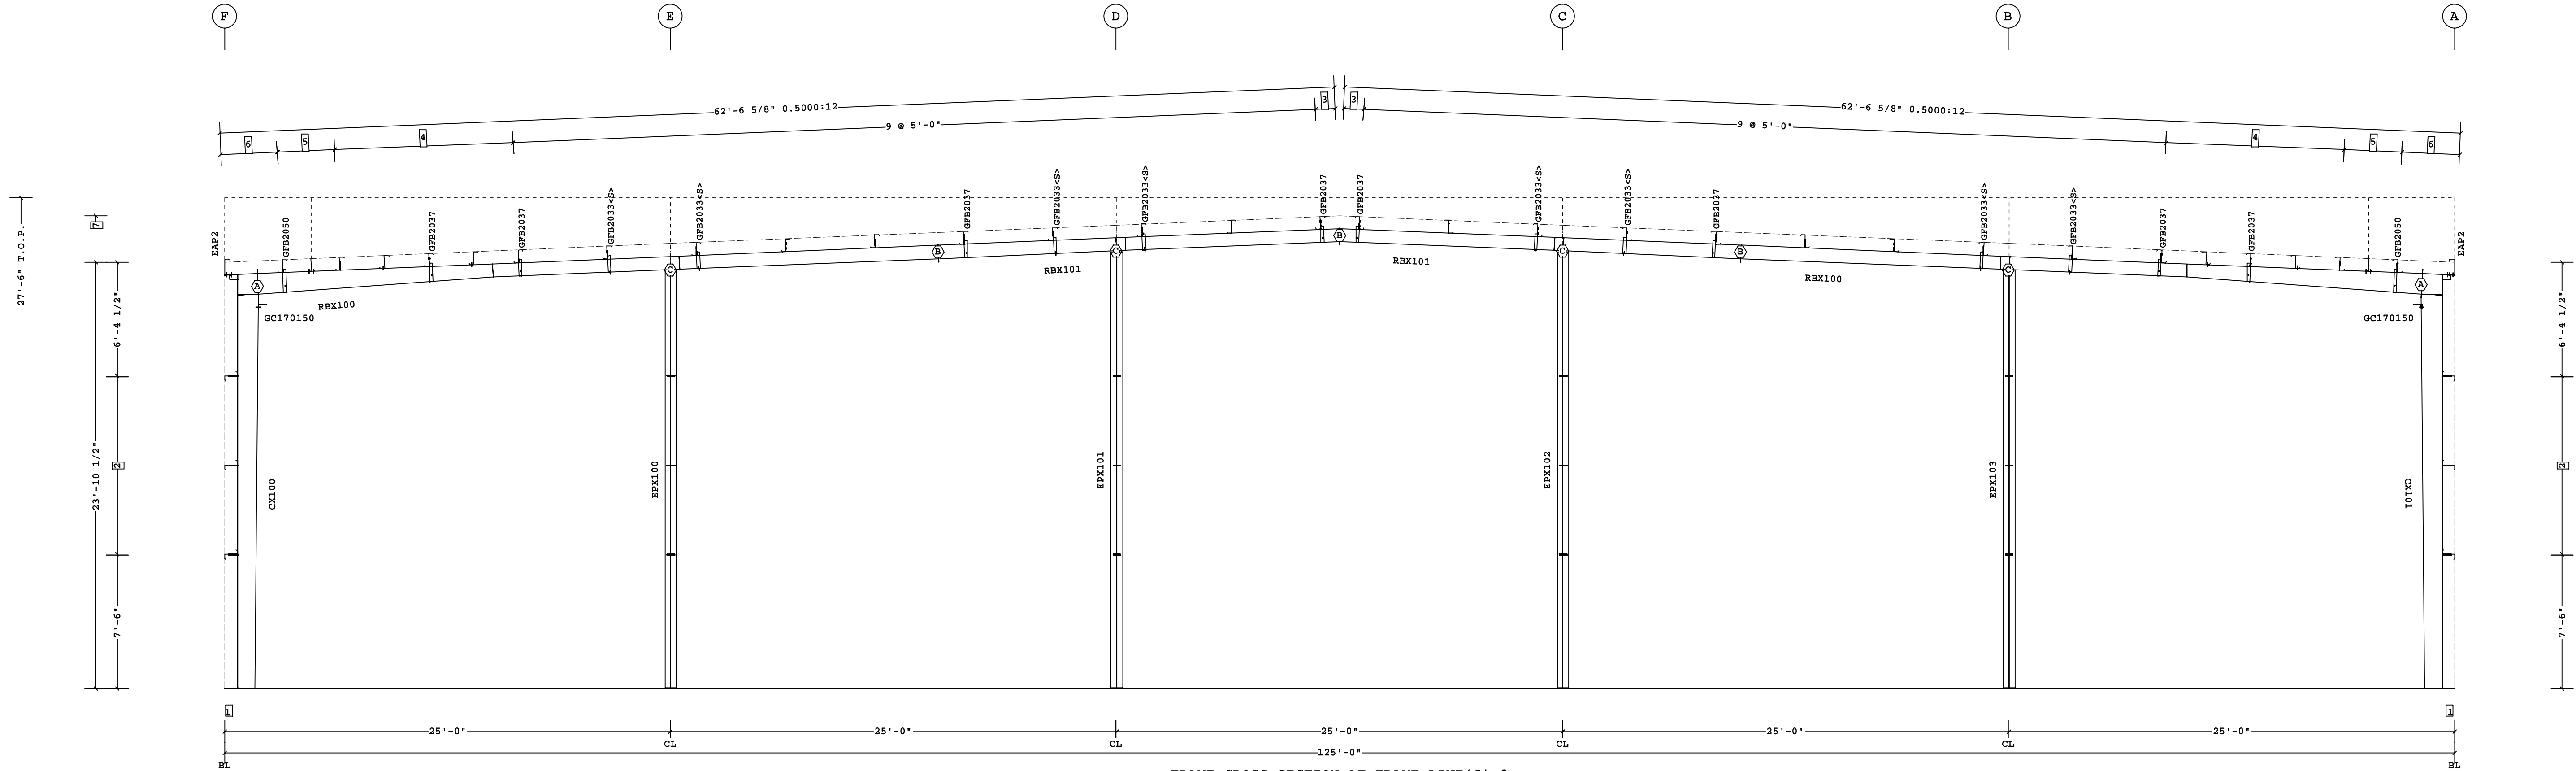 F E D C B A
62'-6 5/8" 0.5000:12
62'-6 5/8" 0.5000:12
3 3
9 @ 5'-0"
9 @ 5'-0"
6 5 4
4 5 6
27'-6" T.O.P.
7
EAP2
GFB2050
GFB2037
GFB2037
GFB2033<S>
GFB2033<S>
GFB2037
GFB2033<S>
GFB2033<S>
GFB2037
GFB2037
GFB2033<S>
GFB2033<S>
GFB2037
GFB2033<S>
GFB2033<S>
GFB2037
GFB2037
GFB2050
EAP2
A C B C B C B C A
RBX100
RBX101
RBX101
RBX100
GC170150
GC170150
6'-4 1/2"
6'-4 1/2"
23'-10 1/2"
2
2
CX100
EPX100
EPX101
EPX102
EPX103
CX101
7'-6"
7'-6"
1
1
25'-0" 25'-0" 25'-0" 25'-0" 25'-0"
CL CL CL CL
125'-0"
BL BL